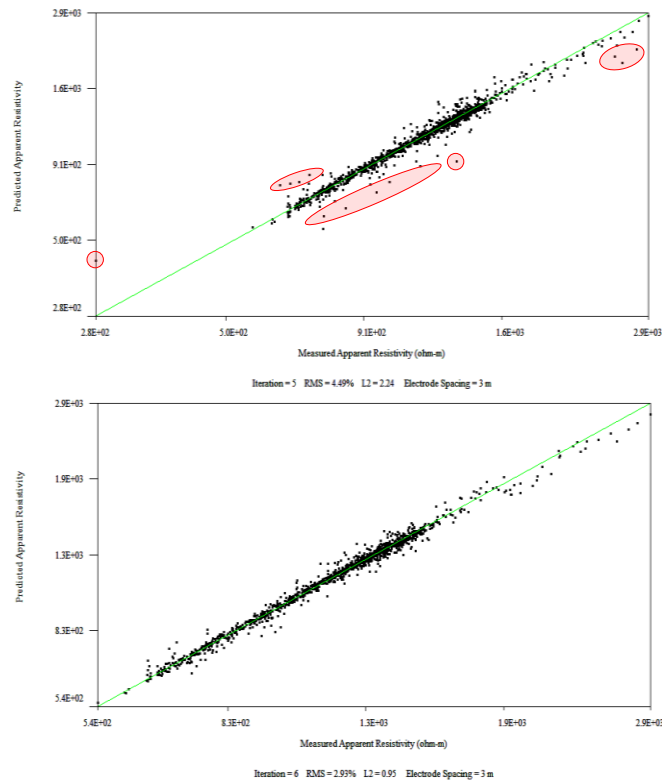 2.9E+03
1.6E+03
9.1E+02
5.0E+02
2.8E+02
Predicted Apparent Resistivity
2.8E+02 5.0E+02 9.1E+02 1.6E+03 2.9E+03
Measured Apparent Resistivity (ohm-m)
Iteration = 5 RMS = 4.49% L2 = 2.24 Electrode Spacing = 3 m
2.9E+03
1.9E+03
1.3E+03
8.3E+02
5.4E+02
Predicted Apparent Resistivity
5.4E+02 8.3E+02 1.3E+03 1.9E+03 2.9E+03
Measured Apparent Resistivity (ohm-m)
Iteration = 6 RMS = 2.93% L2 = 0.95 Electrode Spacing = 3 m